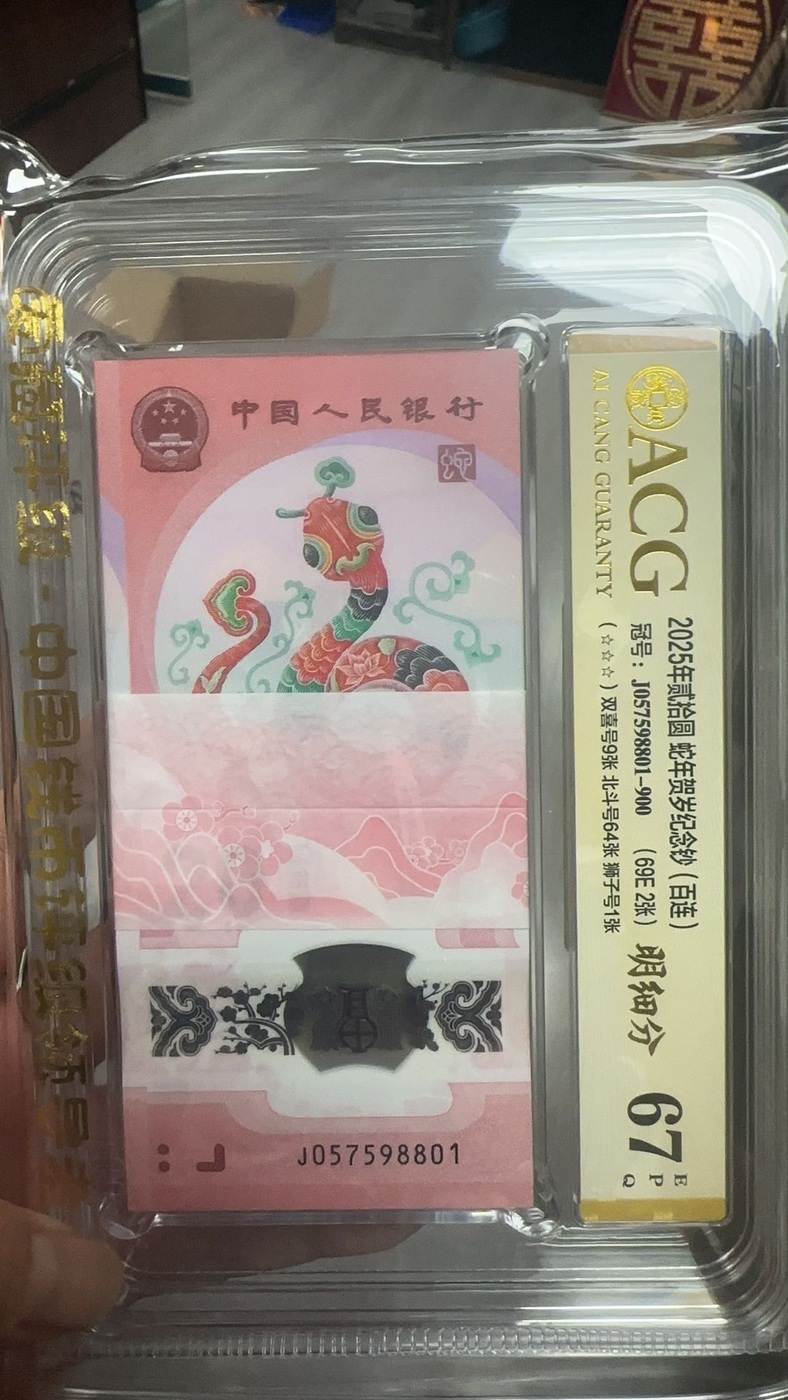 中国人民银行
蛇
J057598801
ACG
AI CANG GUARANTY
2025年贰拾圆 蛇年贺岁纪念钞（百连）
冠号：J057598801-900 （69E 2张）
（☆☆☆）双喜号9张 北斗号64张 狮子号1张
明细分
67
E
P
Q
爱藏评级 - 中国钱币评级领导者
囍